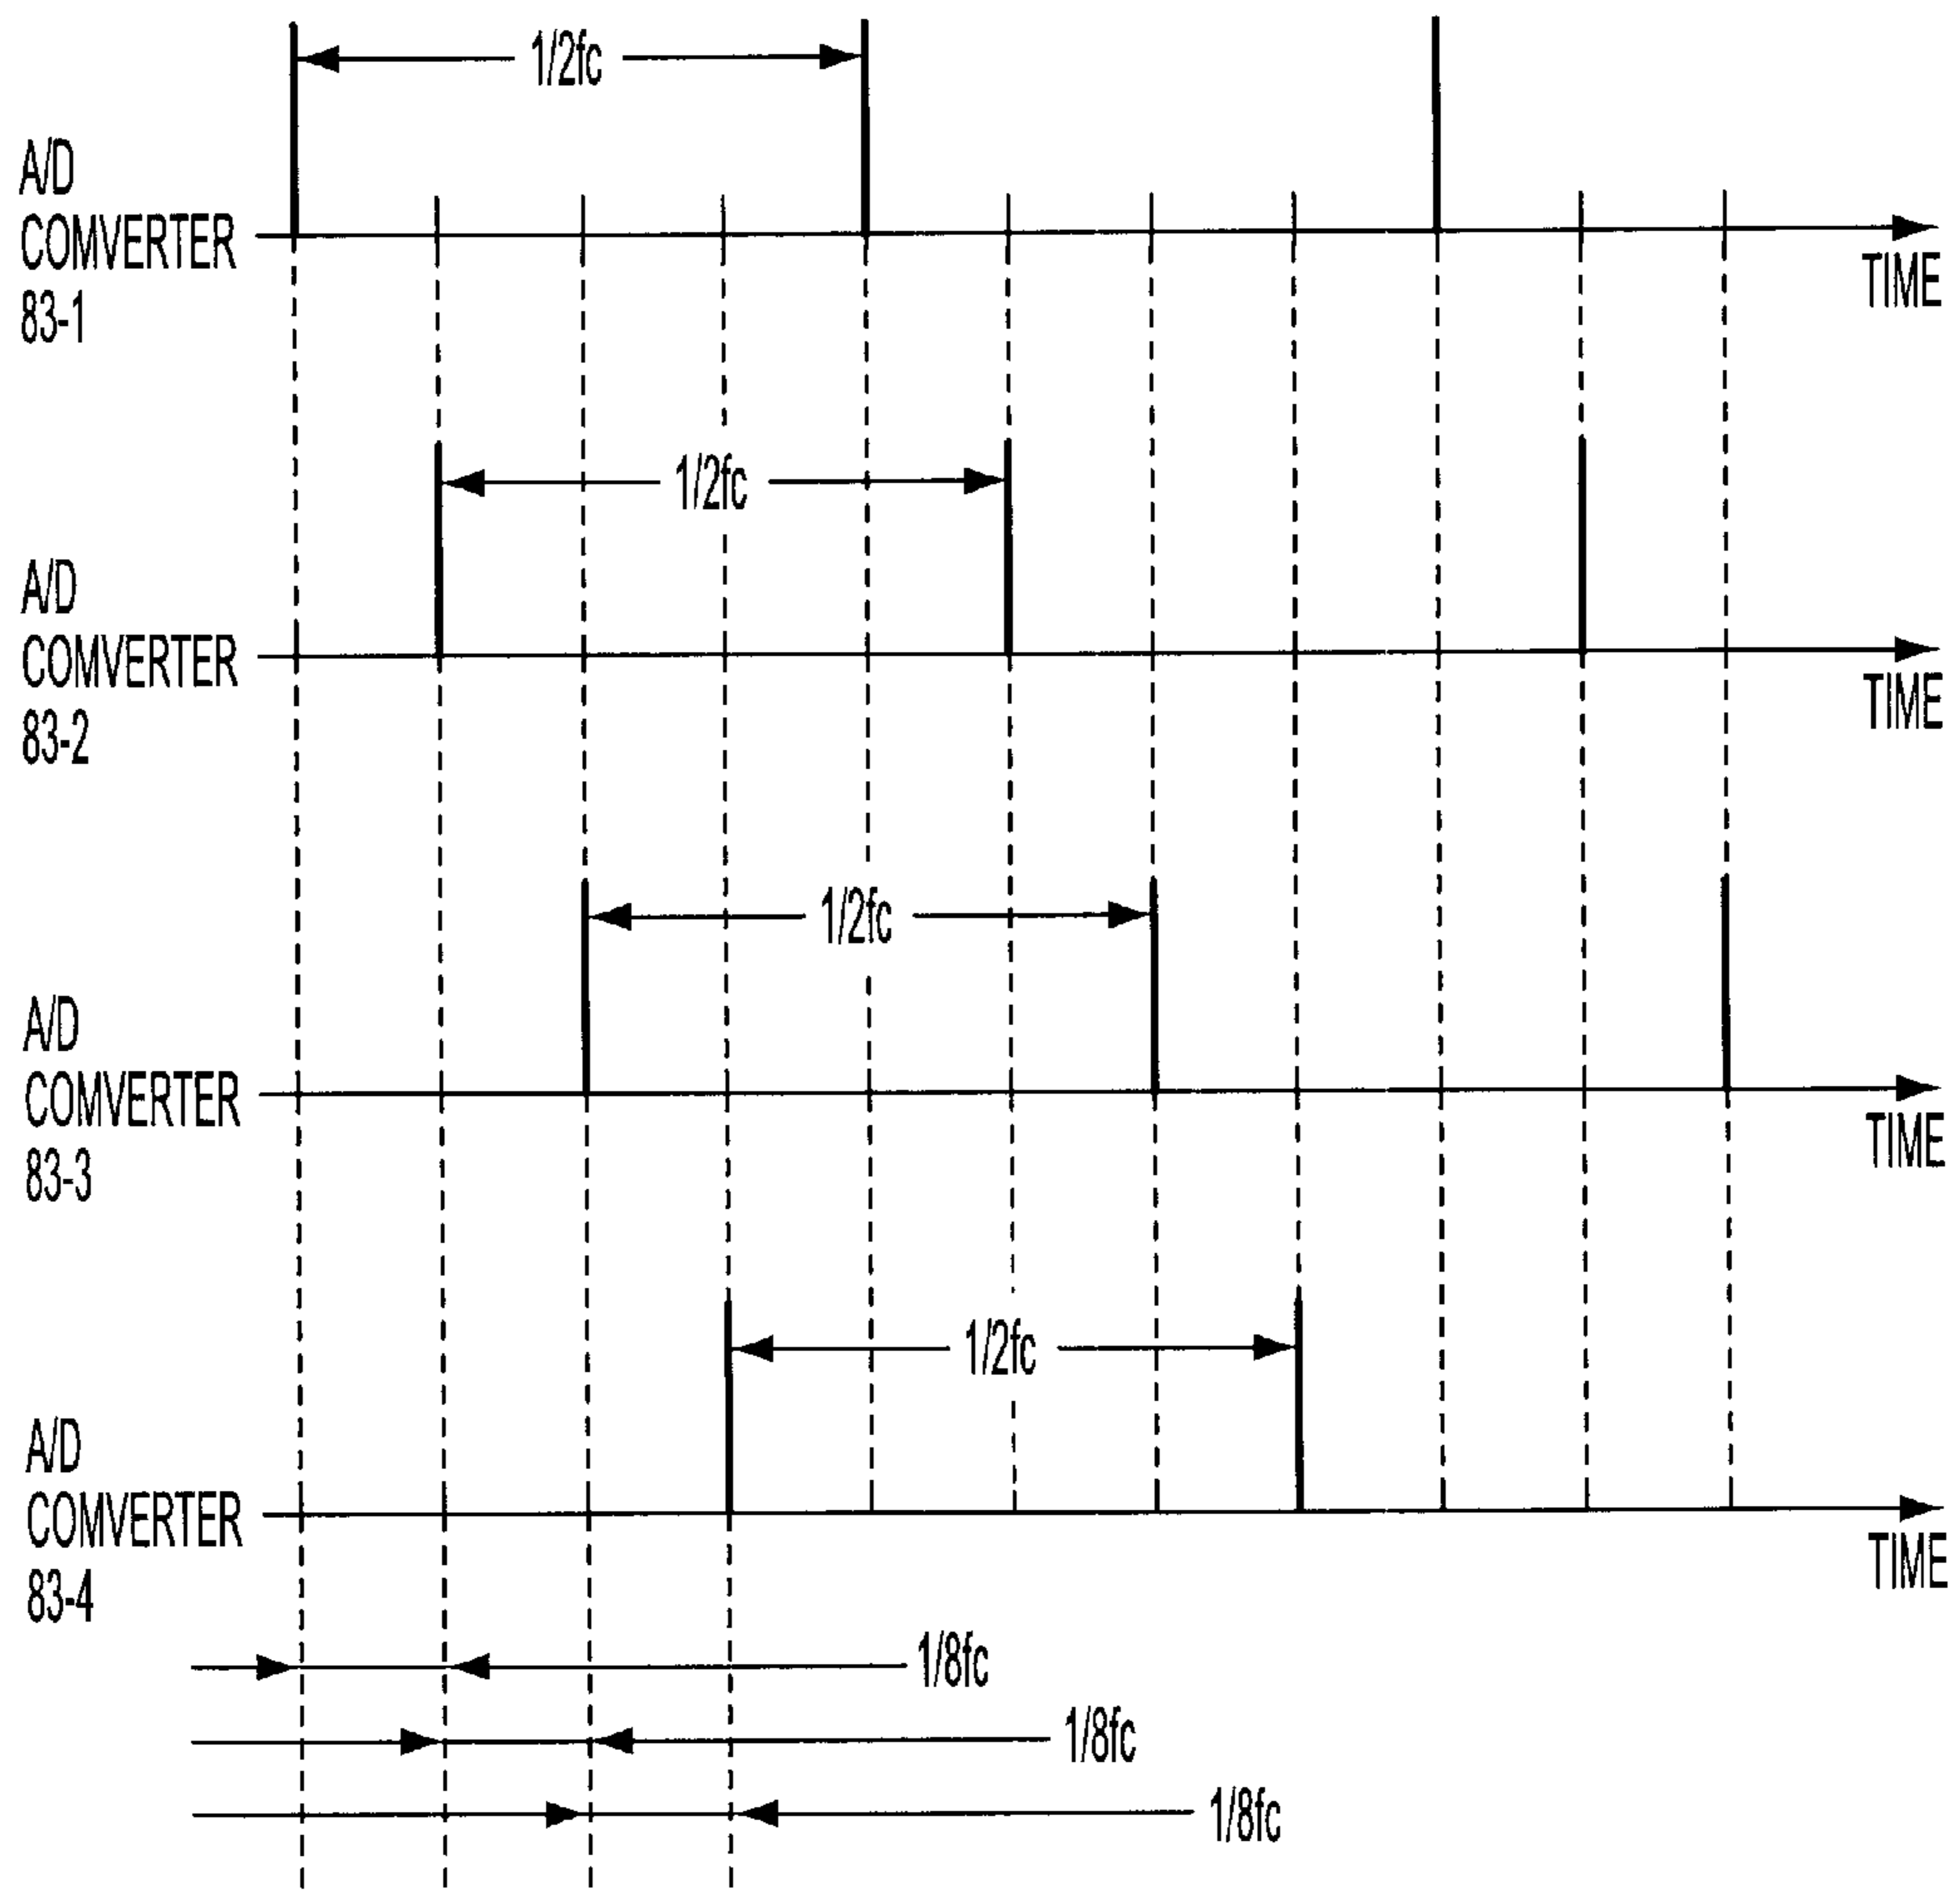 1/2fc
A/D
COMVERTER
83-1
TIME
1/2fc
A/D
COMVERTER
83-2
TIME
1/2fc
A/D
COMVERTER
83-3
TIME
1/2fc
A/D
COMVERTER
83-4
TIME
1/8fc
1/8fc
1/8fc